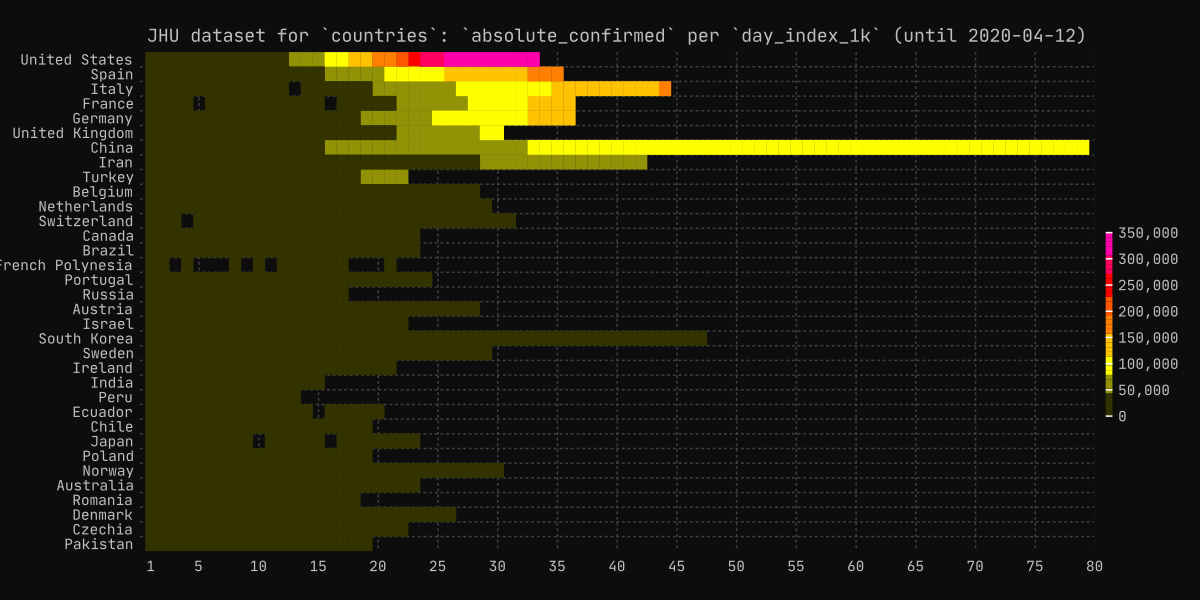 JHU dataset for `countries`: `absolute_confirmed` per `day_index_1k` (until 2020-04-12)
United States
Spain
Italy
France
Germany
United Kingdom
China
Iran
Turkey
Belgium
Netherlands
Switzerland
Canada
Brazil
French Polynesia
Portugal
Russia
Austria
Israel
South Korea
Sweden
Ireland
India
Peru
Ecuador
Chile
Japan
Poland
Norway
Australia
Romania
Denmark
Czechia
Pakistan
1 5 10 15 20 25 30 35 40 45 50 55 60 65 70 75 80
350,000
300,000
250,000
200,000
150,000
100,000
50,000
0